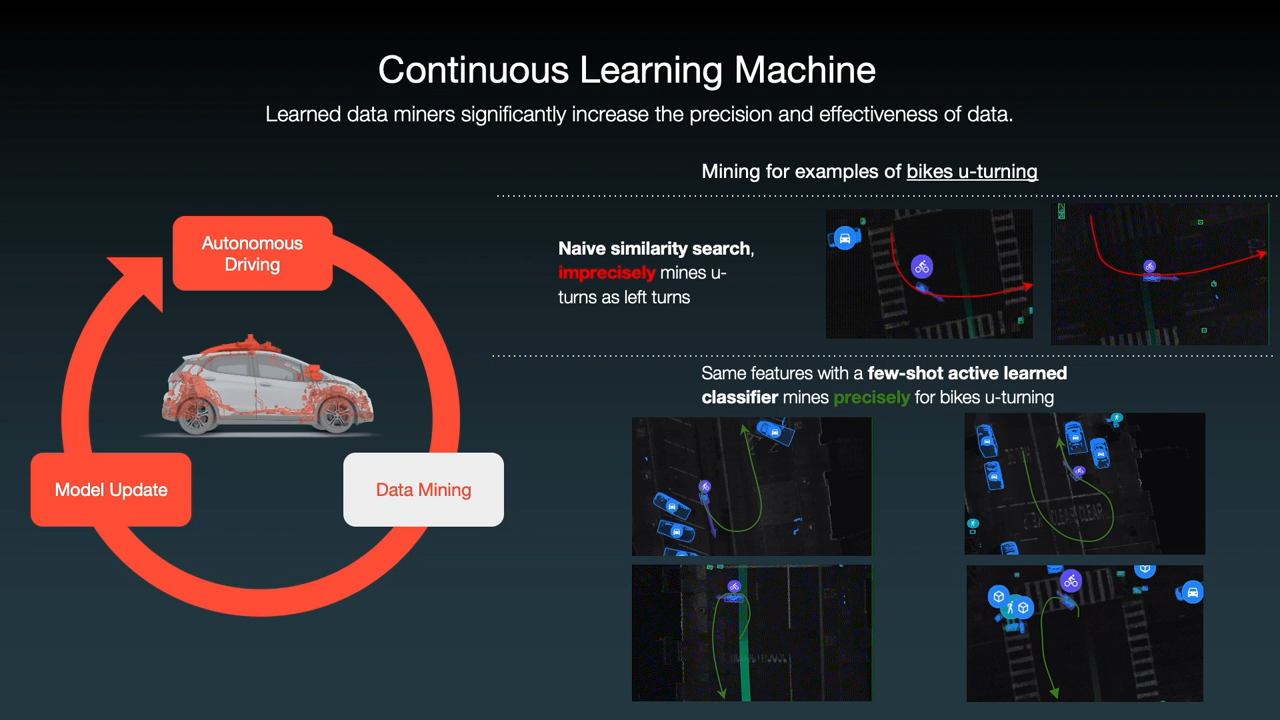 Continuous Learning Machine
Learned data miners significantly increase the precision and effectiveness of data.
Mining for examples of bikes u-turning
Autonomous
Driving
Model Update
Data Mining
Naive similarity search,
imprecisely mines u-
turns as left turns
Same features with a few-shot active learned
classifier mines precisely for bikes u-turning
CLEAR